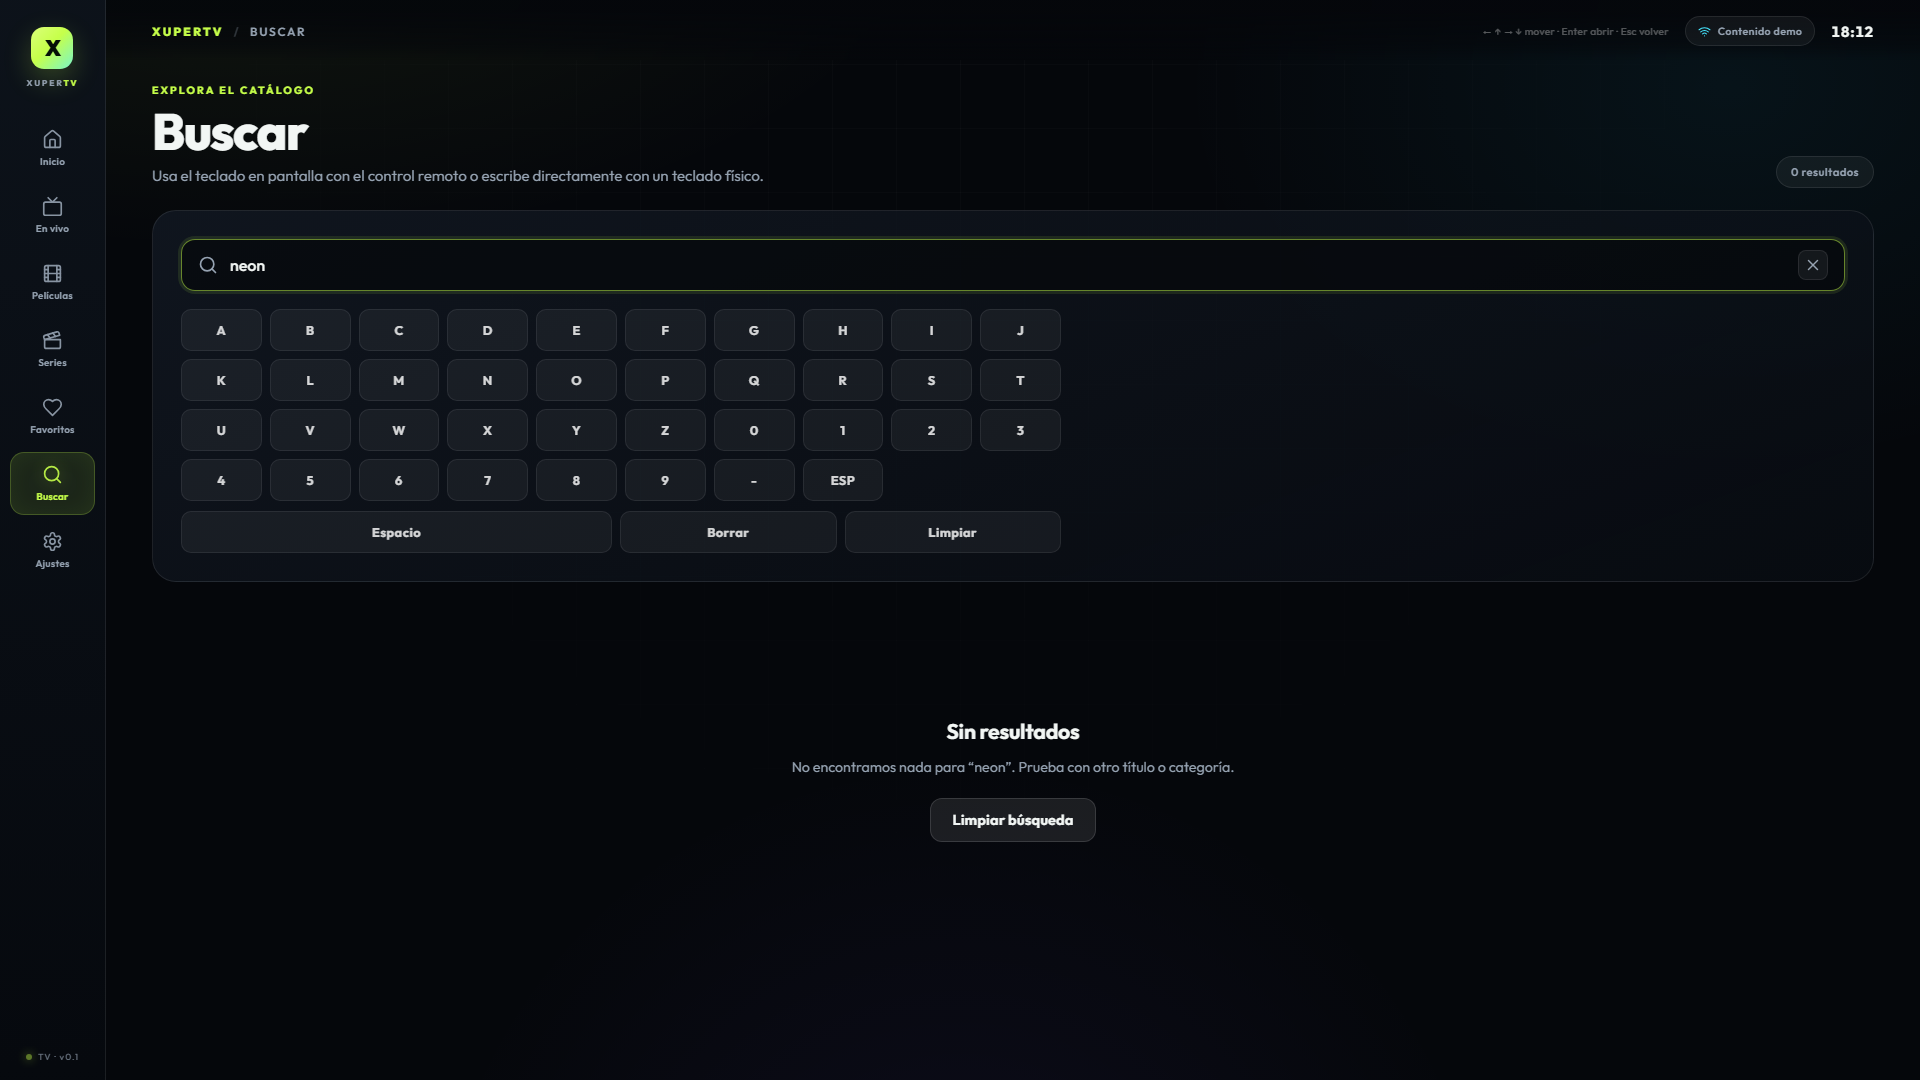 X
XUPERTV
Inicio
En vivo
Películas
Series
Favoritos
Buscar
Ajustes
TV · v0.1
XUPERTV / BUSCAR
← ↑ → ↓ mover · Enter abrir · Esc volver
Contenido demo
18:12
EXPLORA EL CATÁLOGO
Buscar
Usa el teclado en pantalla con el control remoto o escribe directamente con un teclado físico.
0 resultados
neon
A B C D E F G H I J
K L M N O P Q R S T
U V W X Y Z 0 1 2 3
4 5 6 7 8 9 - ESP
Espacio Borrar Limpiar
Sin resultados
No encontramos nada para “neon”. Prueba con otro título o categoría.
Limpiar búsqueda